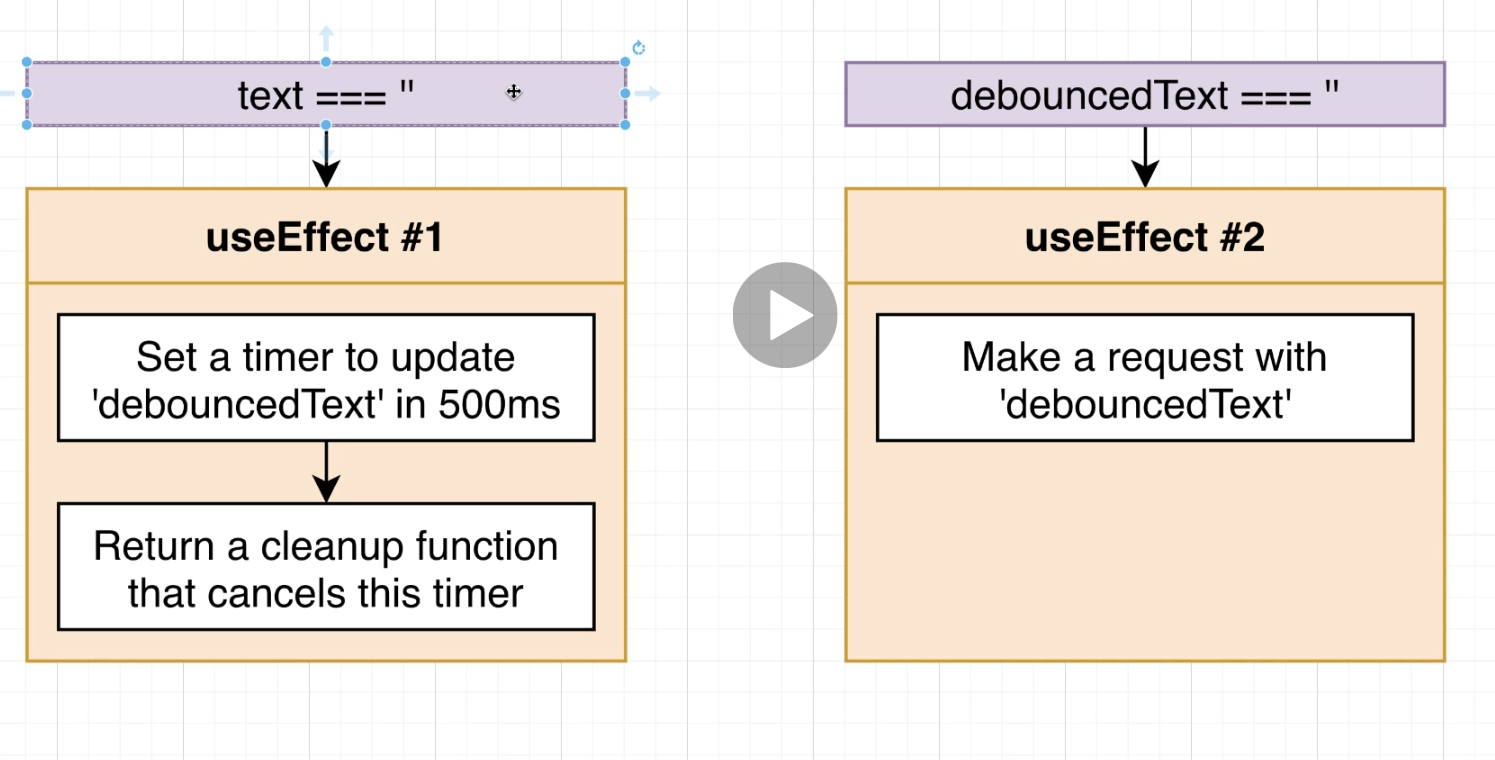 text === ''
debouncedText === ''
useEffect #1
Set a timer to update
'debouncedText' in 500ms
Return a cleanup function
that cancels this timer
useEffect #2
Make a request with
'debouncedText'